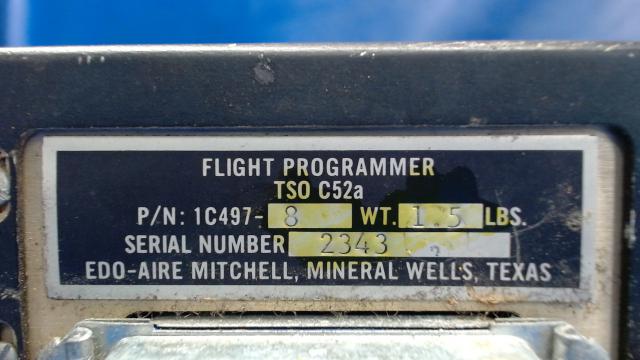 FLIGHT PROGRAMMER
TSO C52a
P/N: 1C497-8 WT. 1.5 LBS.
SERIAL NUMBER 2343
EDO-AIRE MITCHELL, MINERAL WELLS, TEXAS